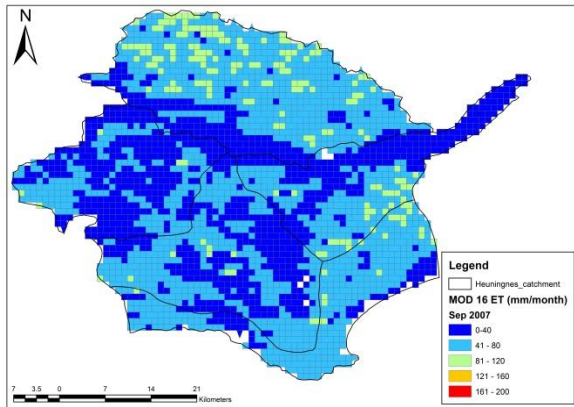 N
Legend
Heuningnes_catchment
MOD 16 ET (mm/month)
Sep 2007
0-40
41 - 80
81 - 120
121 - 160
161 - 200
7 3.5 0 7 14 21
Kilometers